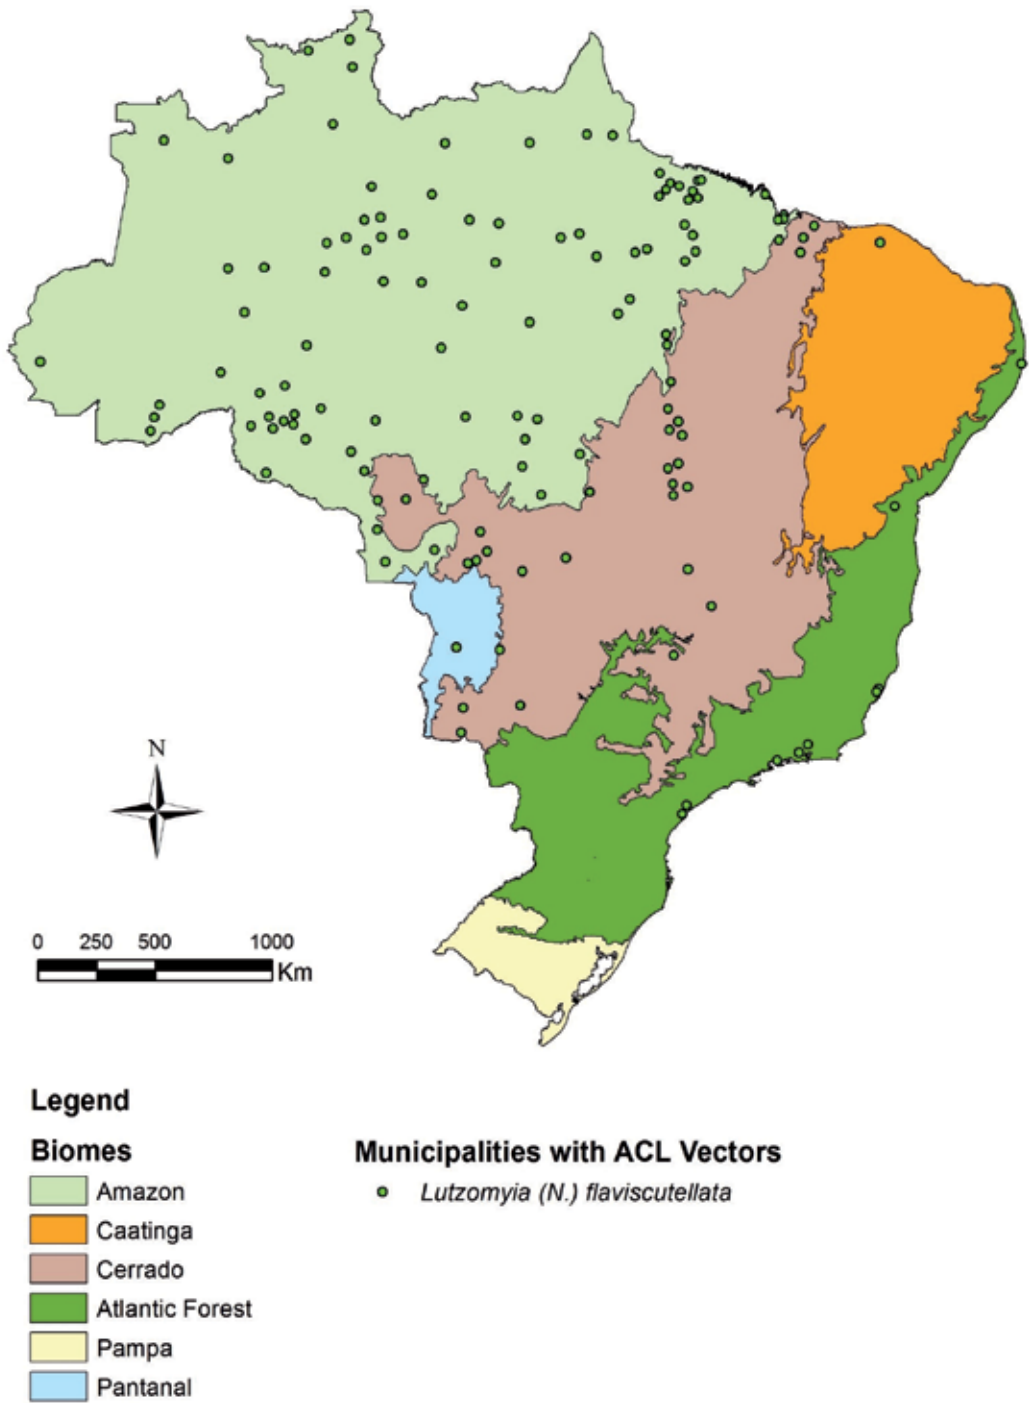 N
0 250 500 1000
Km
Legend
Biomes
Amazon
Caatinga
Cerrado
Atlantic Forest
Pampa
Pantanal
Municipalities with ACL Vectors
Lutzomyia (N.) flaviscutellata